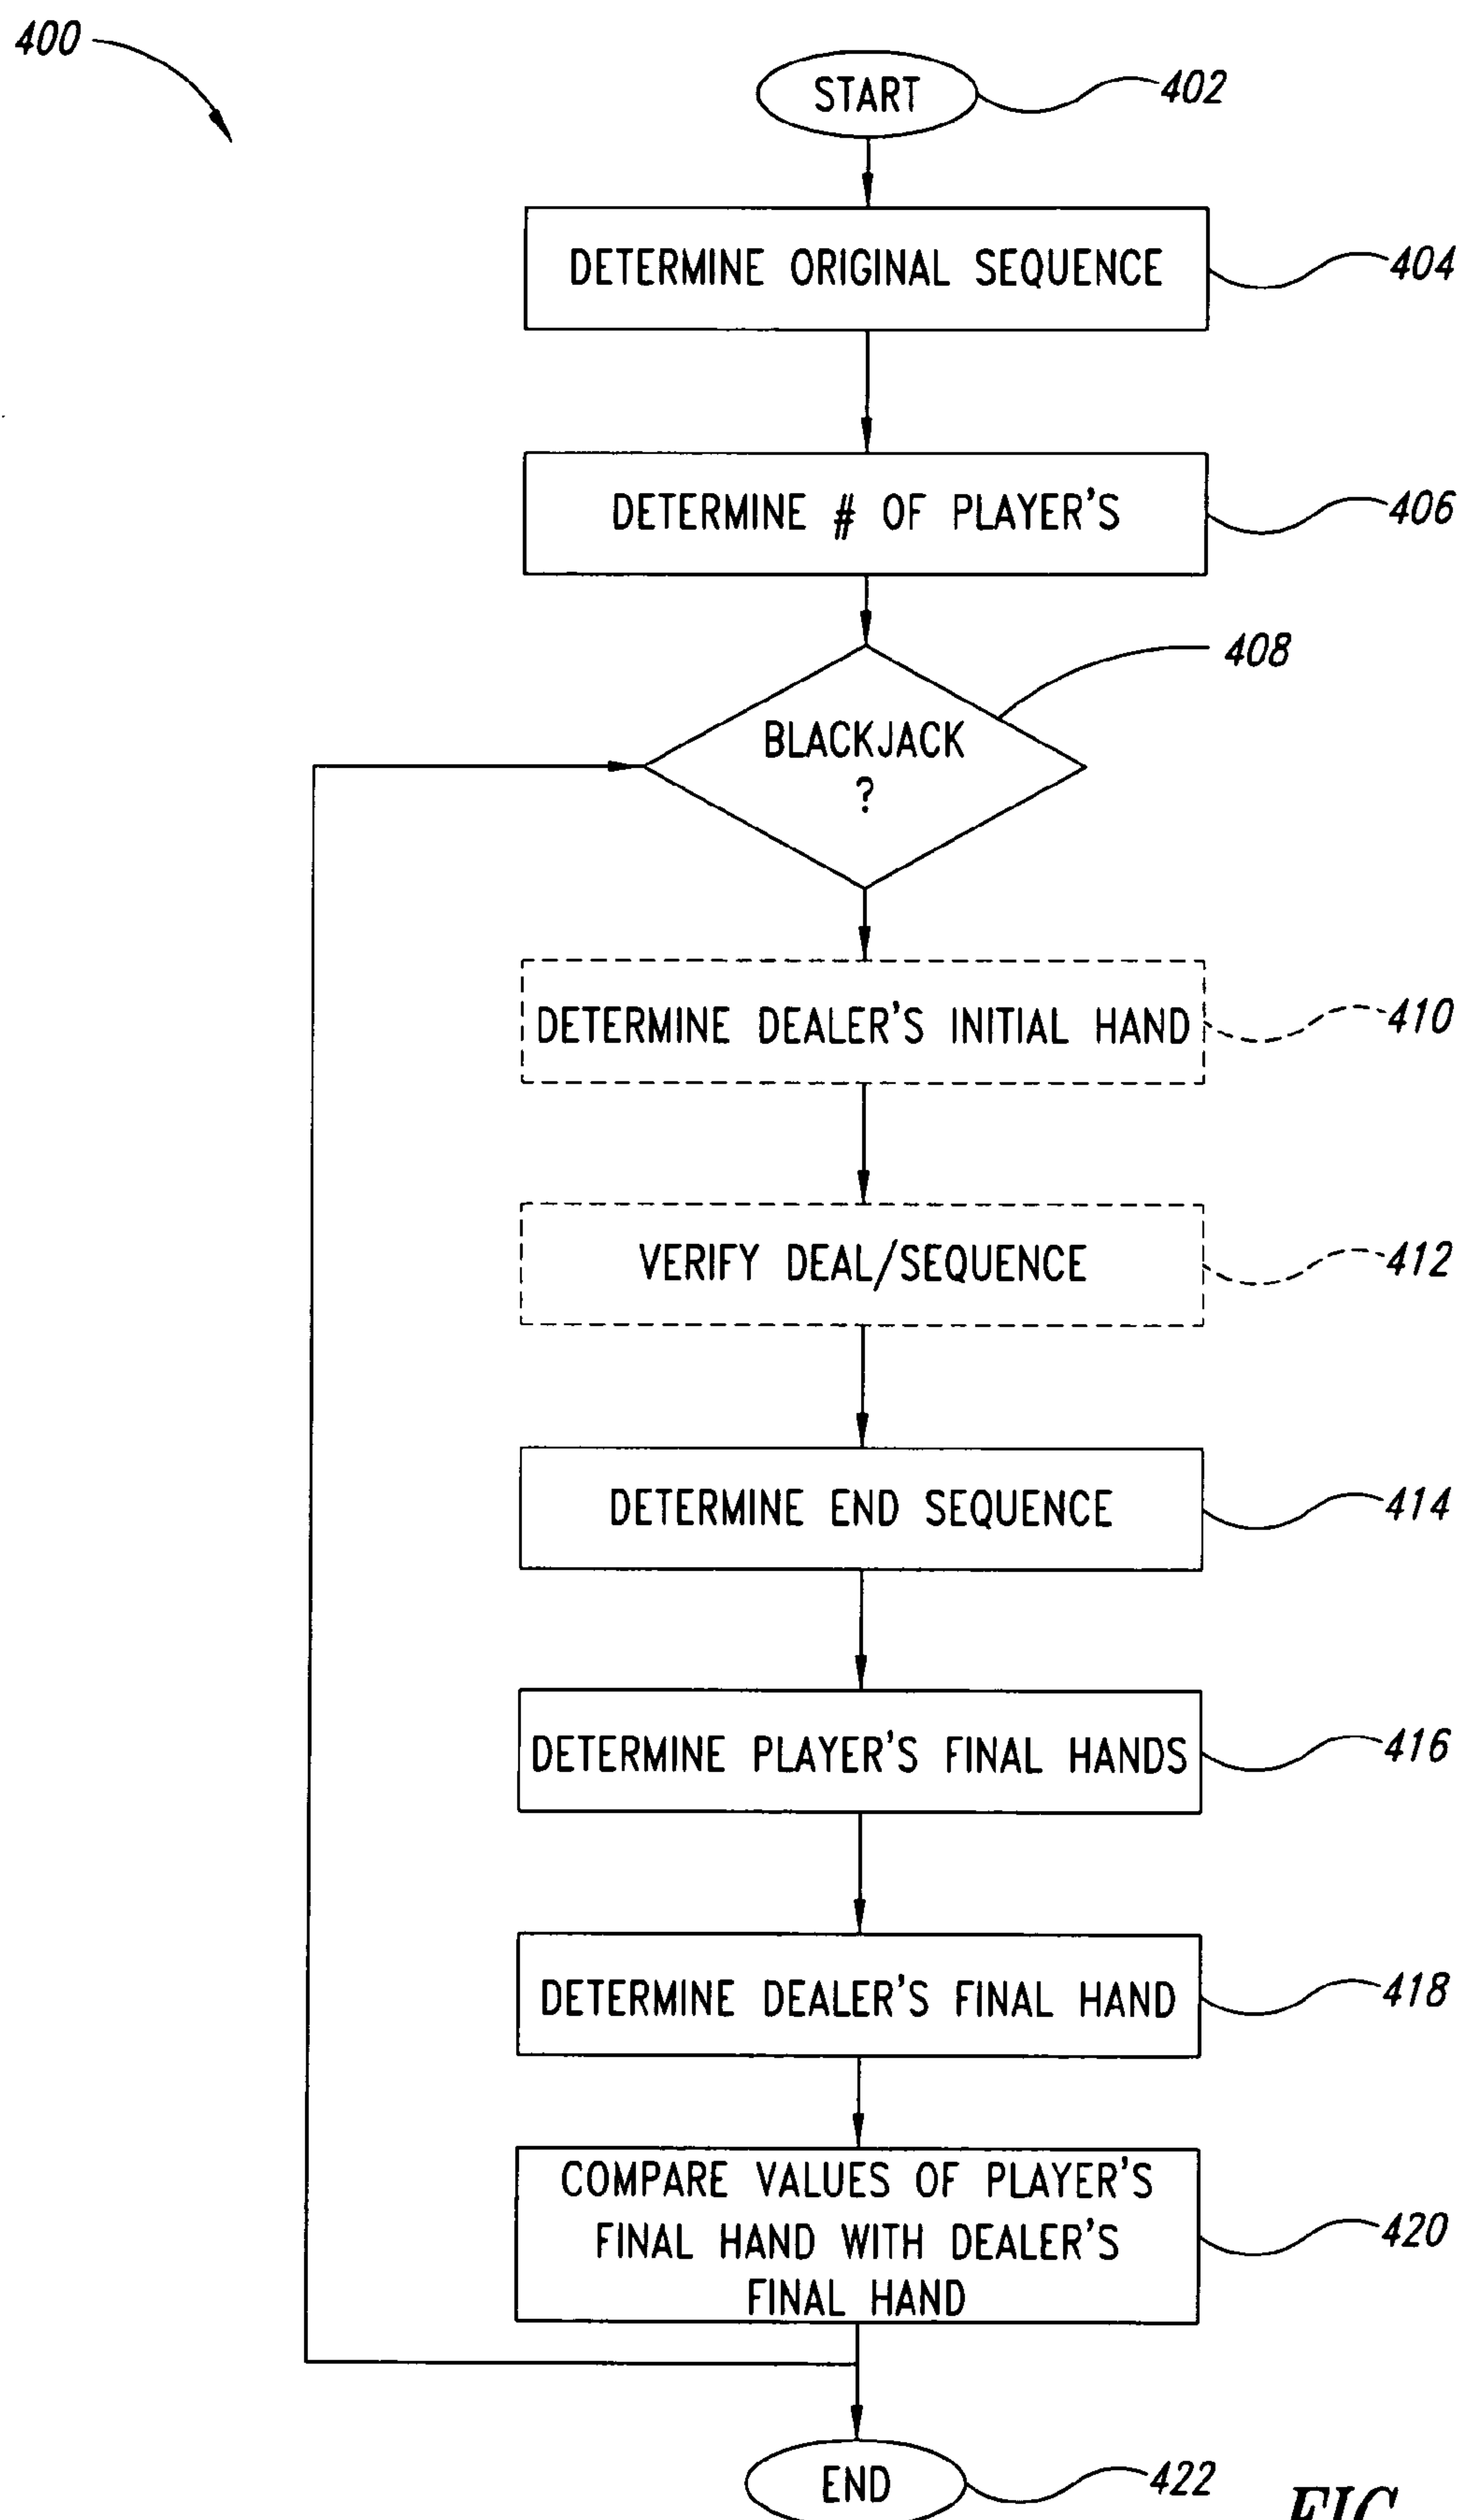 400
START
402
DETERMINE ORIGINAL SEQUENCE
404
DETERMINE # OF PLAYER'S
406
408
BLACKJACK
?
DETERMINE DEALER'S INITIAL HAND
410
VERIFY DEAL/SEQUENCE
412
DETERMINE END SEQUENCE
414
DETERMINE PLAYER'S FINAL HANDS
416
DETERMINE DEALER'S FINAL HAND
418
COMPARE VALUES OF PLAYER'S
FINAL HAND WITH DEALER'S
FINAL HAND
420
END
422
FIG